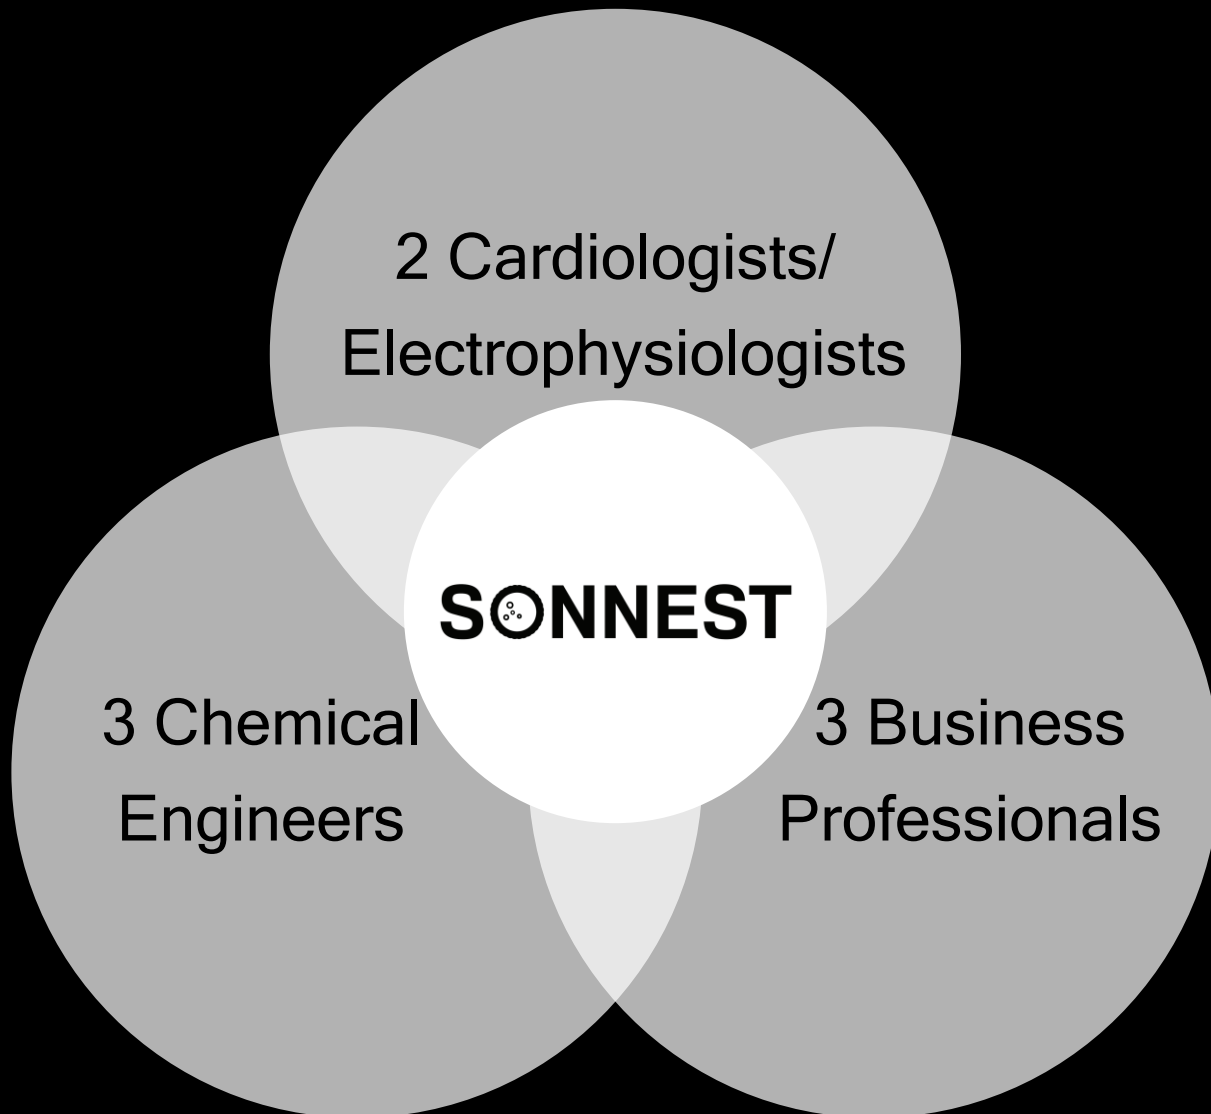 2 Cardiologists/
Electrophysiologists
SONNEST
3 Chemical
Engineers
3 Business
Professionals